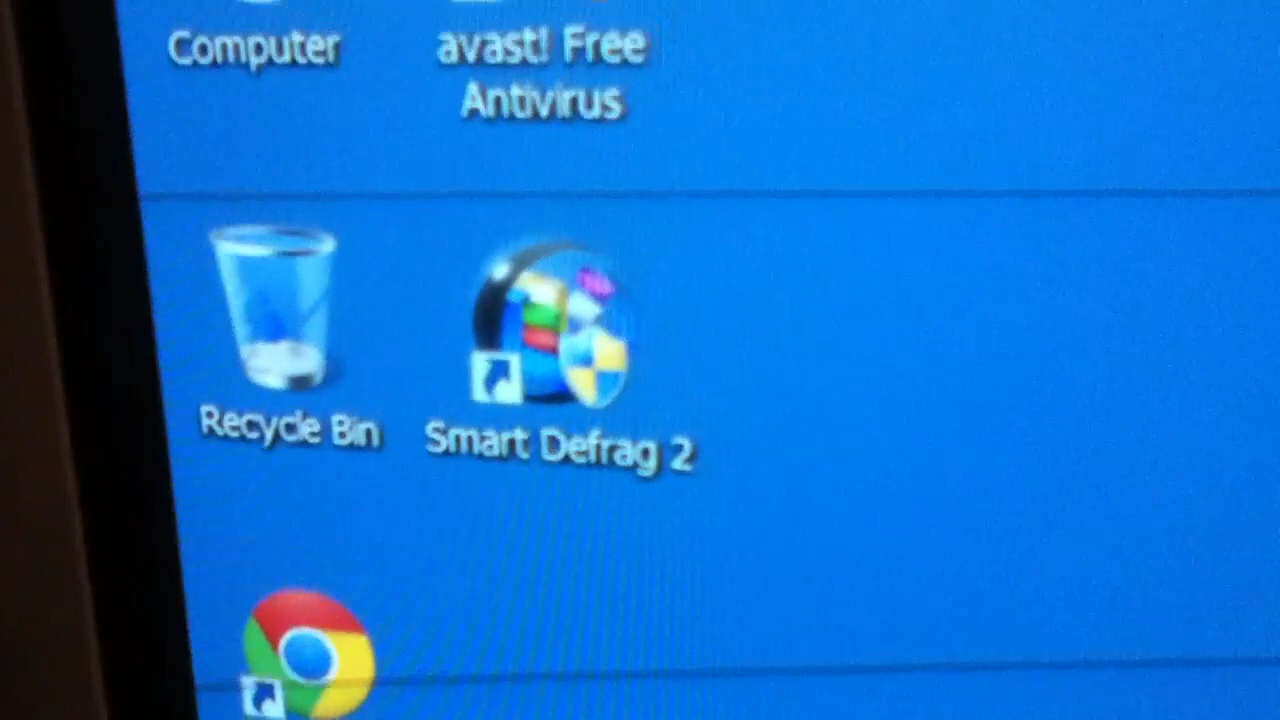 Computer
avast! Free
Antivirus
Recycle Bin
Smart Defrag 2